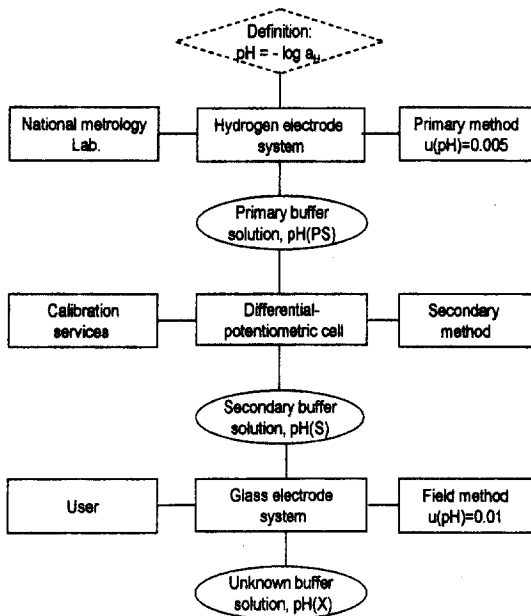 Definition:
pH = - log aH
National metrology
Lab.
Hydrogen electrode
system
Primary method
u(pH)=0.005
Primary buffer
solution, pH(PS)
Calibration
services
Differential-
potentiometric cell
Secondary
method
Secondary buffer
solution, pH(S)
User
Glass electrode
system
Field method
u(pH)=0.01
Unknown buffer
solution, pH(X)